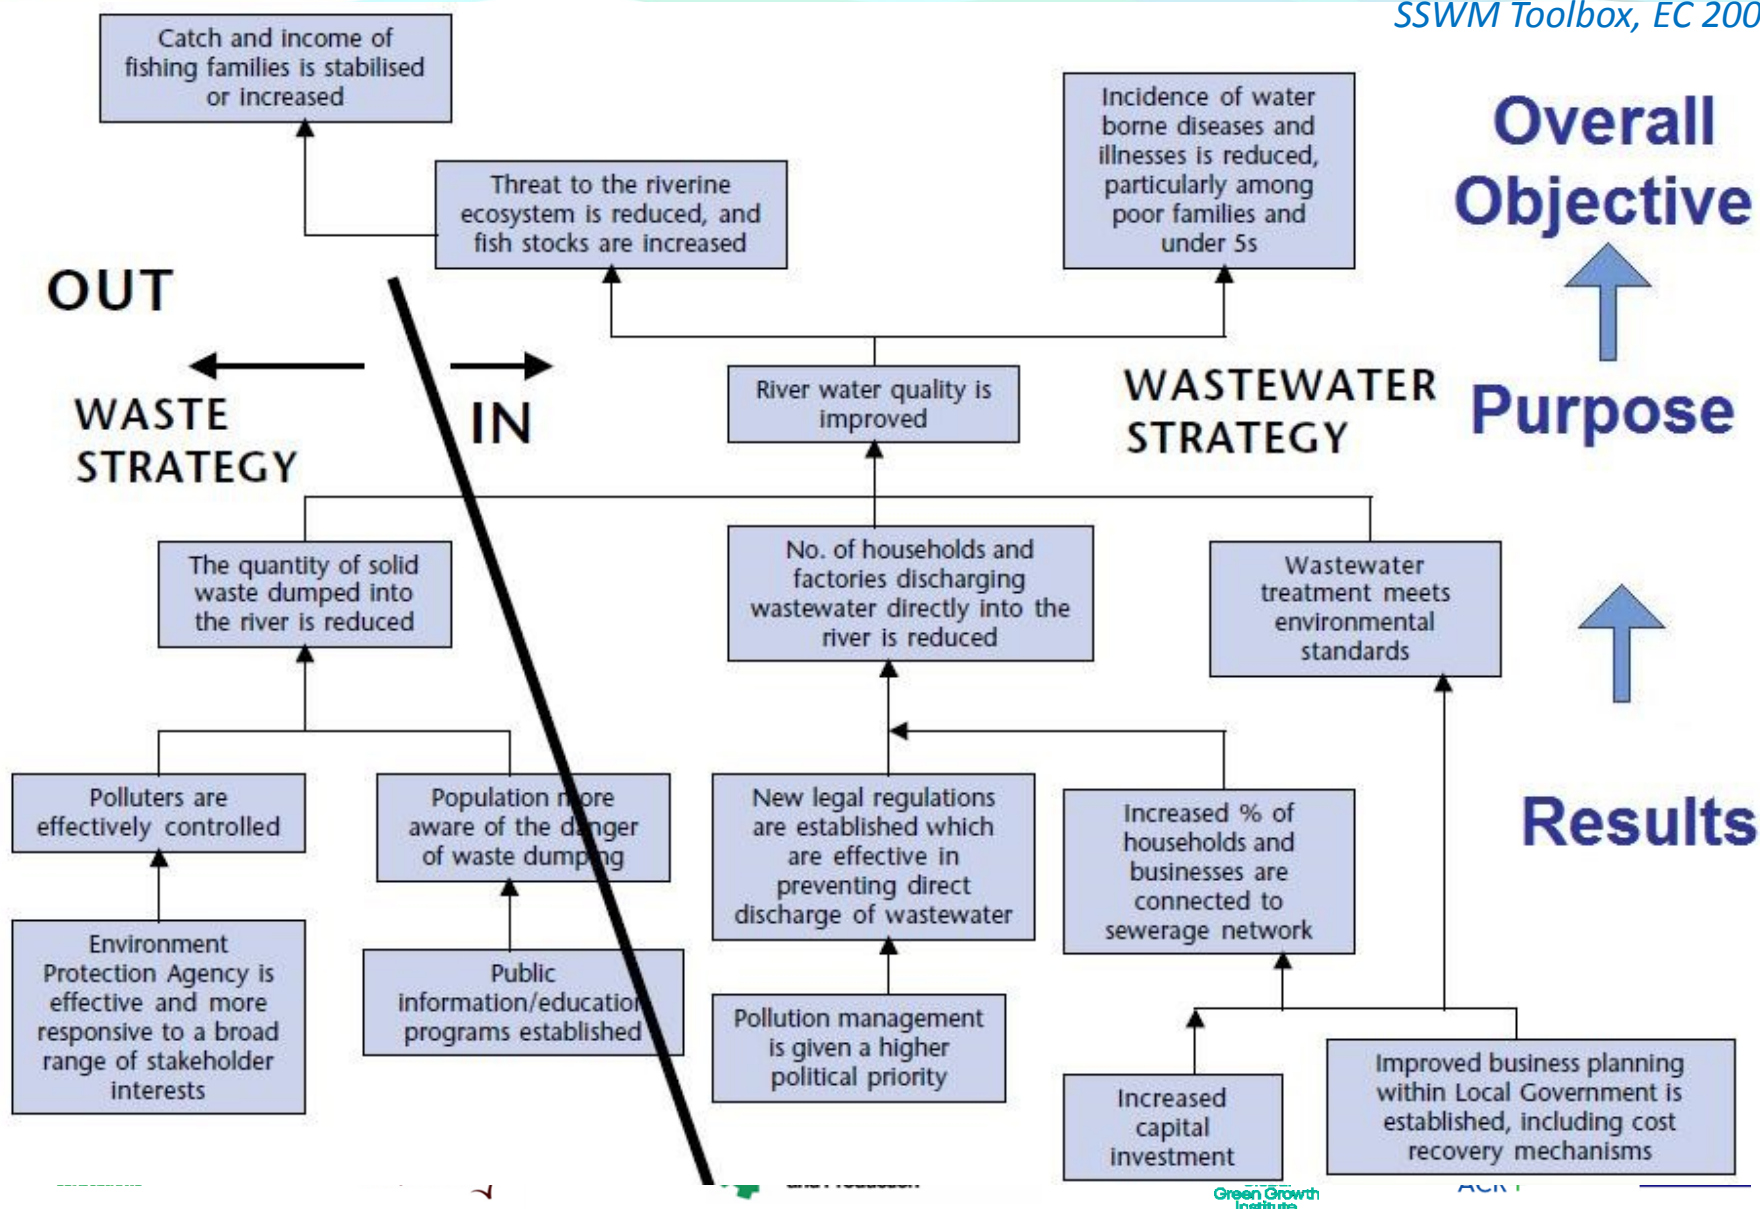 SSWM Toolbox, EC 200
Catch and income of
fishing families is stabilised
or increased
Incidence of water
borne diseases and
illnesses is reduced,
particularly among
poor families and
under 5s
Overall
Objective
Threat to the riverine
ecosystem is reduced, and
fish stocks are increased
OUT
IN
WASTE
STRATEGY
River water quality is
improved
WASTEWATER
STRATEGY
Purpose
The quantity of solid
waste dumped into
the river is reduced
No. of households and
factories discharging
wastewater directly into the
river is reduced
Wastewater
treatment meets
environmental
standards
Polluters are
effectively controlled
Population more
aware of the danger
of waste dumping
New legal regulations
are established which
are effective in
preventing direct
discharge of wastewater
Increased % of
households and
businesses are
connected to
sewerage network
Results
Environment
Protection Agency is
effective and more
responsive to a broad
range of stakeholder
interests
Public
information/education
programs established
Pollution management
is given a higher
political priority
Increased
capital
investment
Improved business planning
within Local Government is
established, including cost
recovery mechanisms
Green Growth